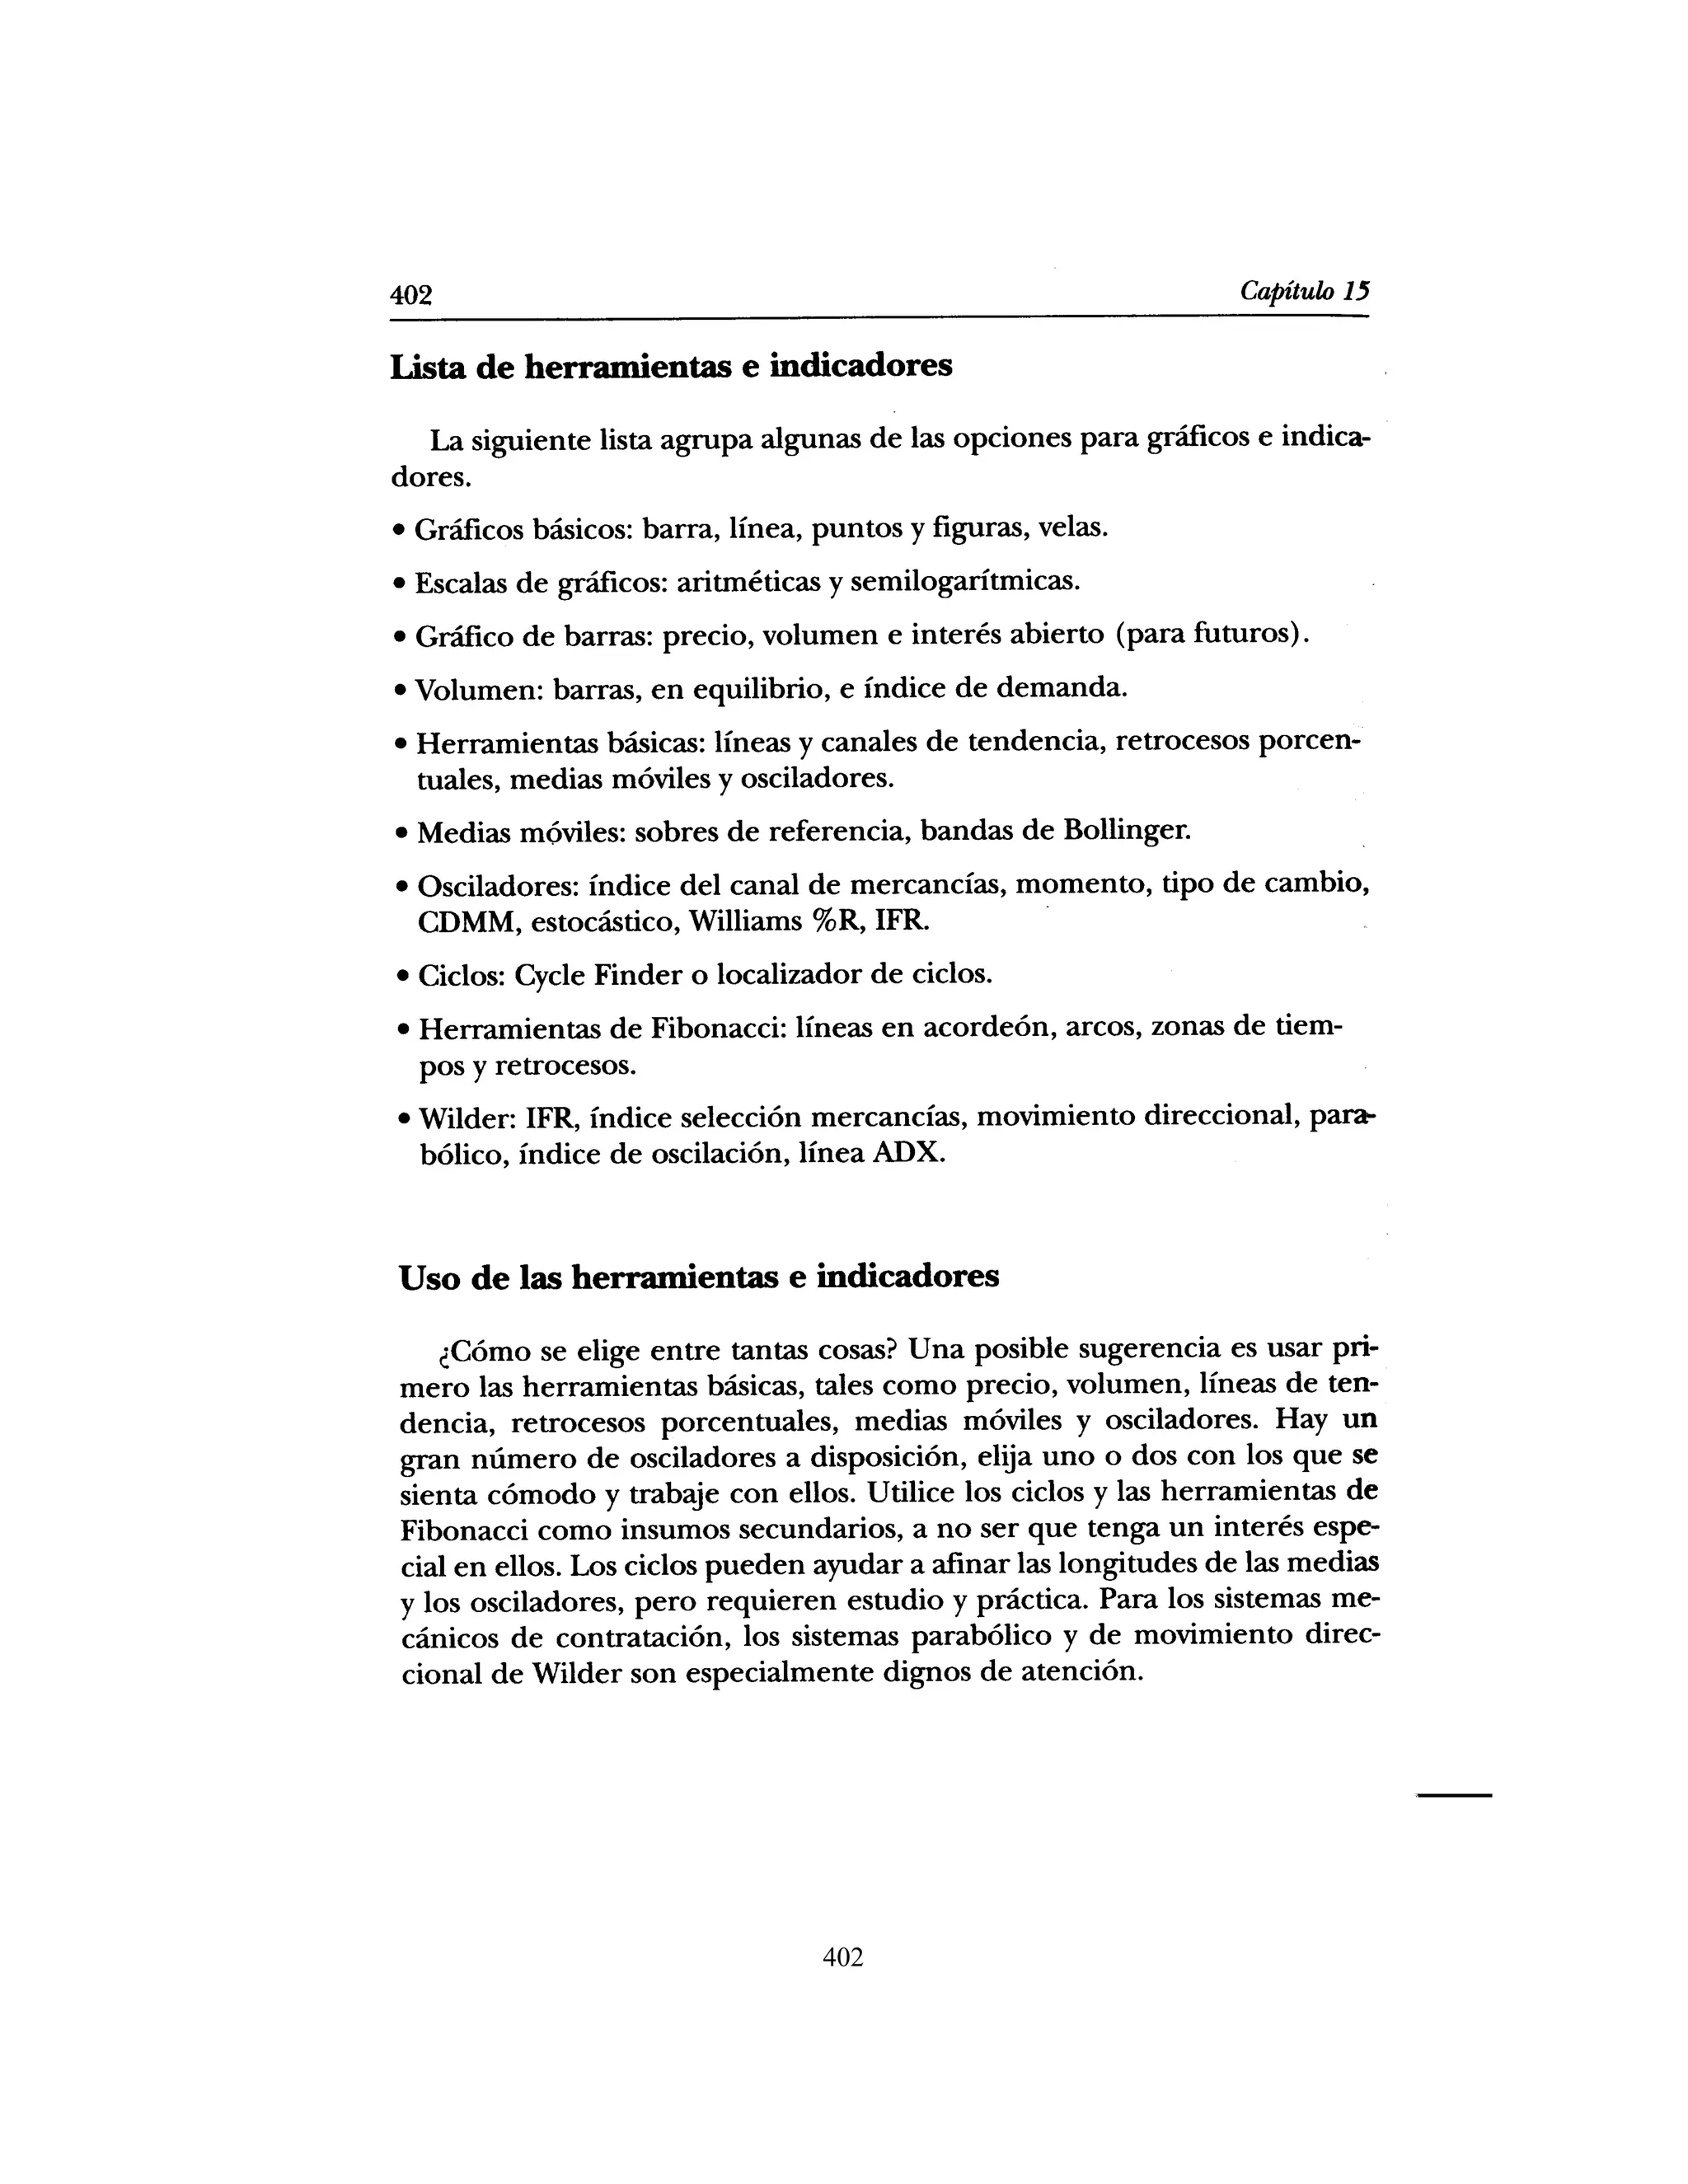 402
Capítulo 15
Lista de herramientas e indicadores
La siguiente lista agrupa algunas de las opciones para gráficos e indica-
dores.
• Gráficos básicos: barra, línea, puntos y figuras, velas.
• Escalas de gráficos: aritméticas y semilogarítmicas.
• Gráfico de barras: precio, volumen e interés abierto (para futuros).
• Volumen: barras, en equilibrio, e índice de demanda.
• Herramientas básicas: líneas y canales de tendencia, retrocesos porcen-
tuales, medias móviles y osciladores.
• Medias móviles: sobres de referencia, bandas de Bollinger.
• Osciladores: índice del canal de mercancías, momento, tipo de cambio,
CDMM, estocástico, Williams %R, IFR.
• Ciclos: Cycle Finder o localizador de ciclos.
• Herramientas de Fibonacci: líneas en acordeón, arcos, zonas de tiem-
pos y retrocesos.
• Wilder: IFR, índice selección mercancías, movimiento direccional, para-
bólico, índice de oscilación, línea ADX.
Uso de las herramientas e indicadores
¿Cómo se elige entre tantas cosas? Una posible sugerencia es usar pri-
mero las herramientas básicas, tales como precio, volumen, líneas de ten-
dencia, retrocesos porcentuales, medias móviles y osciladores. Hay un
gran número de osciladores a disposición, elija uno o dos con los que se
sienta cómodo y trabaje con ellos. Utilice los ciclos y las herramientas de
Fibonacci como insumos secundarios, a no ser que tenga un interés espe-
cial en ellos. Los ciclos pueden ayudar a afinar las longitudes de las medias
y los osciladores, pero requieren estudio y práctica. Para los sistemas me-
cánicos de contratación, los sistemas parabólico y de movimiento direc-
cional de Wilder son especialmente dignos de atención.
402